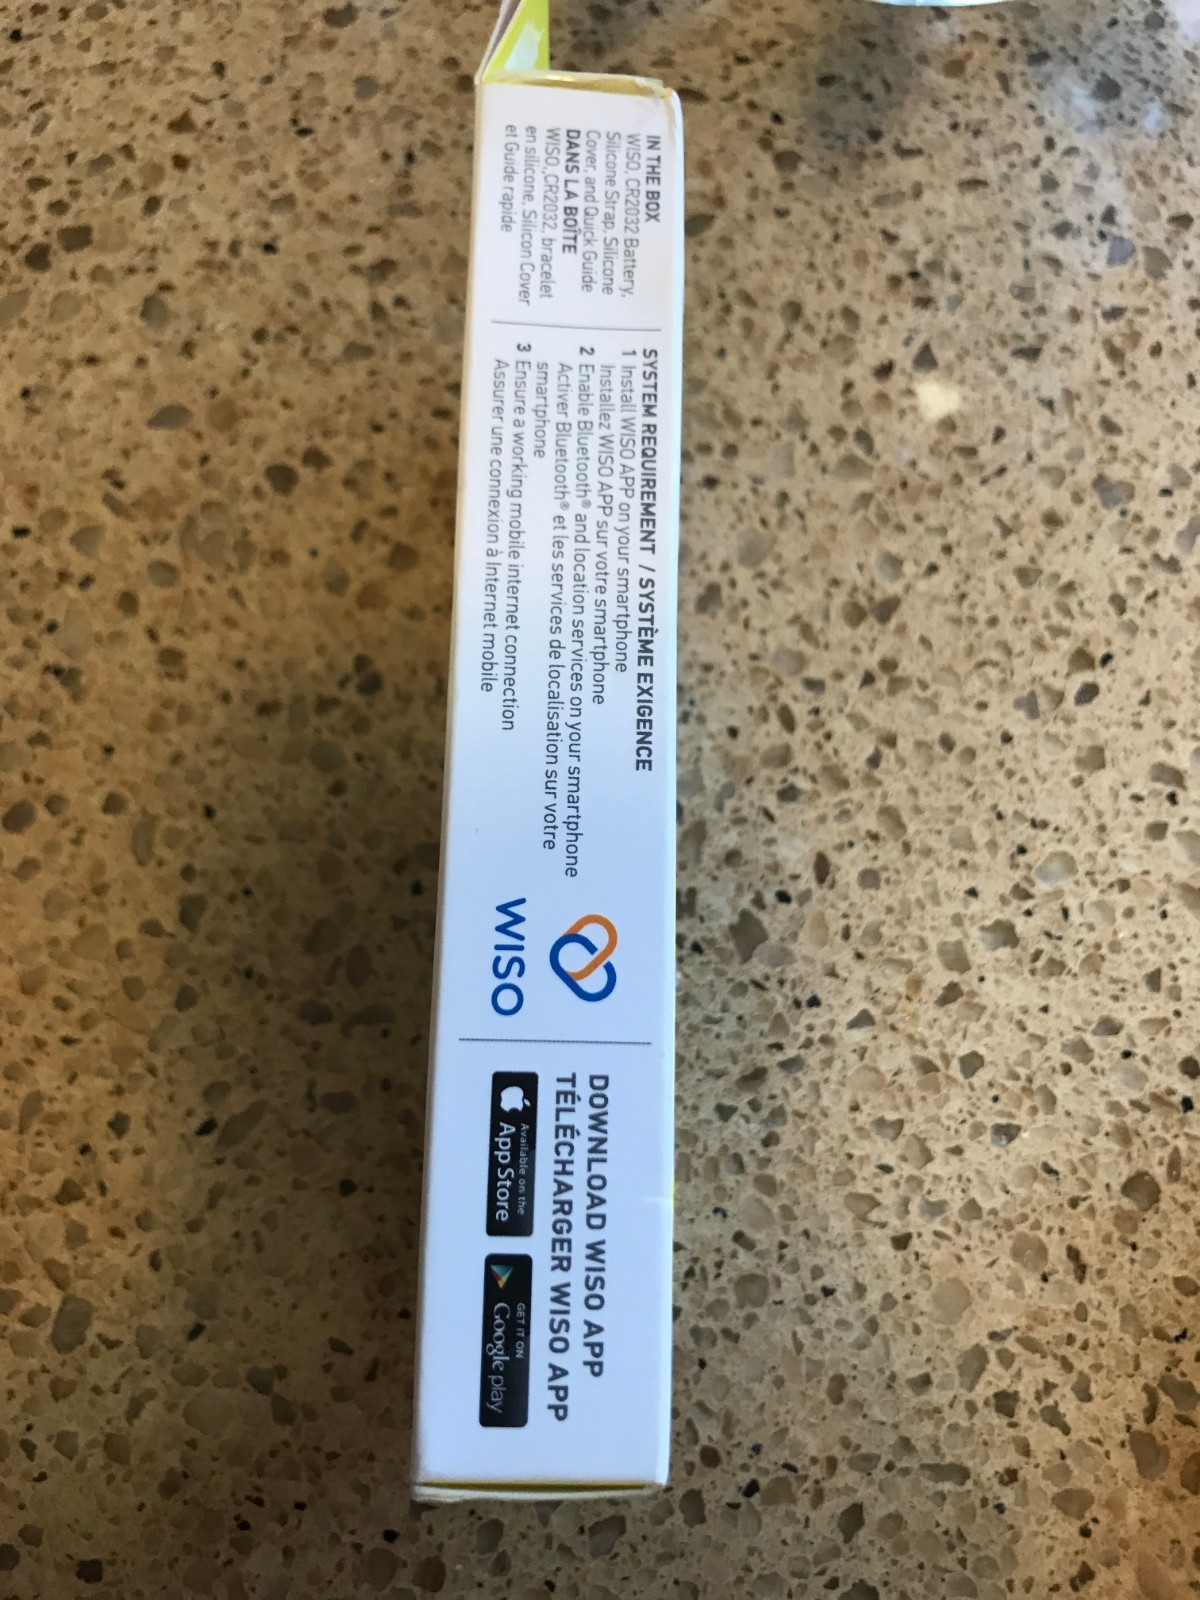 IN THE BOX
WISO, CR2032 Battery,
Silicone Strap, Silicone
Cover, and Quick Guide
DANS LA BOÎTE
WISO,,CR2032, bracelet
en silicone, Silicon Cover
et Guide rapide
SYSTEM REQUIREMENT / SYSTÈME EXIGENCE
1 Install WISO APP on your smartphone
Installez WISO APP sur votre smartphone
2 Enable Bluetooth® and location services on your smartphone
Activer Bluetooth® et les services de localisation sur votre
smartphone
3 Ensure a working mobile internet connection
Assurer une connexion à Internet mobile
WISO
DOWNLOAD WISO APP
TÉLÉCHARGER WISO APP
Available on the
App Store
GET IT ON
Google play